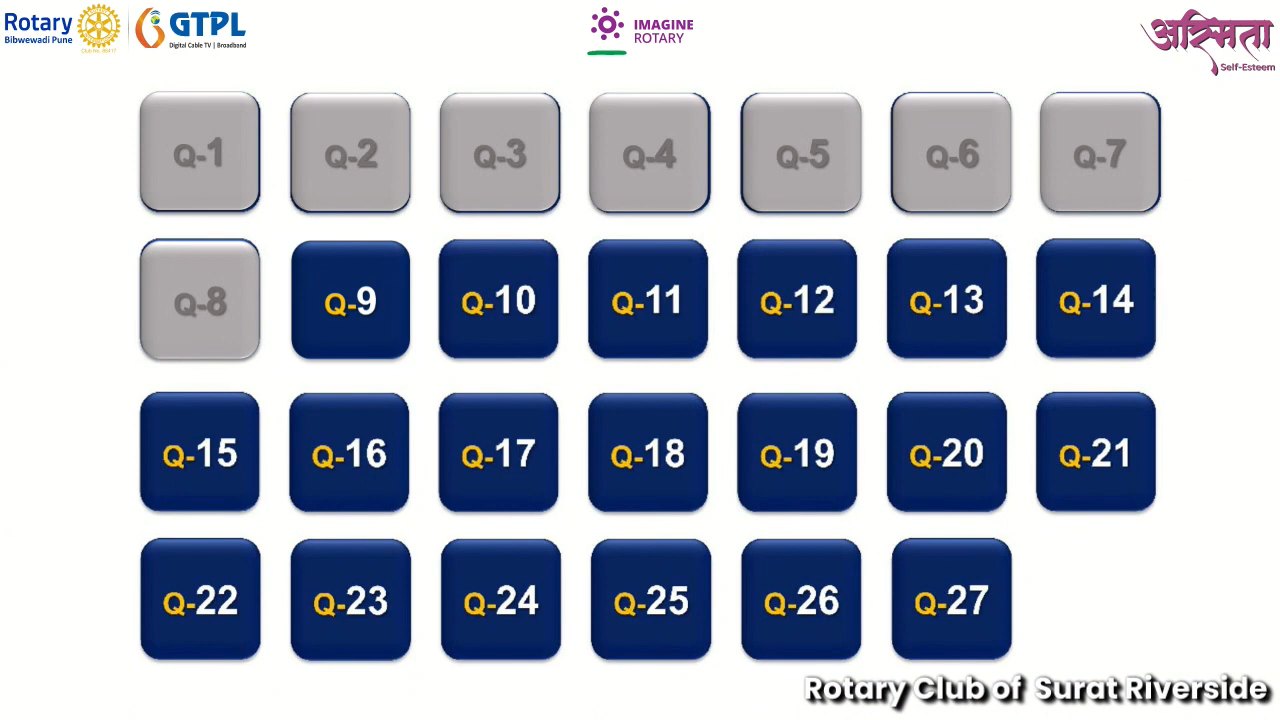 Rotary
Bibwewadi Pune
GTPL
Digital Cable TV | Broadband
IMAGINE
ROTARY
अस्मिता
Self-Esteem
Q-1 Q-2 Q-3 Q-4 Q-5 Q-6 Q-7
Q-8 Q-9 Q-10 Q-11 Q-12 Q-13 Q-14
Q-15 Q-16 Q-17 Q-18 Q-19 Q-20 Q-21
Q-22 Q-23 Q-24 Q-25 Q-26 Q-27
Rotary Club of Surat Riverside